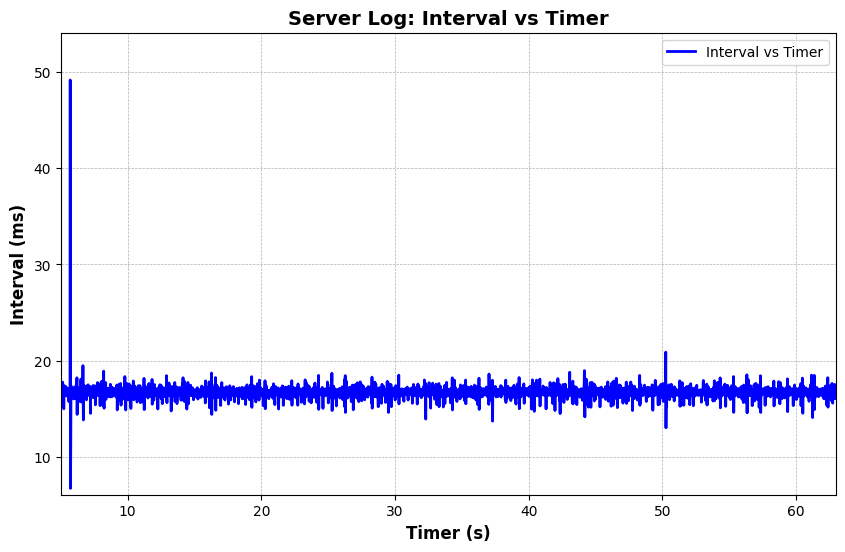 Server Log: Interval vs Timer
Interval vs Timer
50
40
30
20
10
Interval (ms)
10 20 30 40 50 60
Timer (s)